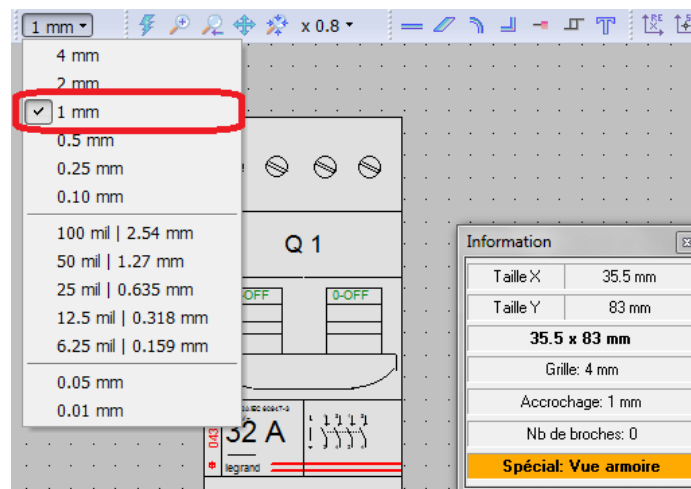 1 mm
x 0.8
4 mm
2 mm
1 mm
0.5 mm
0.25 mm
0.10 mm
100 mil | 2.54 mm
50 mil | 1.27 mm
25 mil | 0.635 mm
12.5 mil | 0.318 mm
6.25 mil | 0.159 mm
0.05 mm
0.01 mm
Q 1
0-OFF
32 A
043
legrand
Information
Taille X 35.5 mm
Taille Y 83 mm
35.5 x 83 mm
Grille: 4 mm
Accrochage: 1 mm
Nb de broches: 0
Spécial: Vue armoire